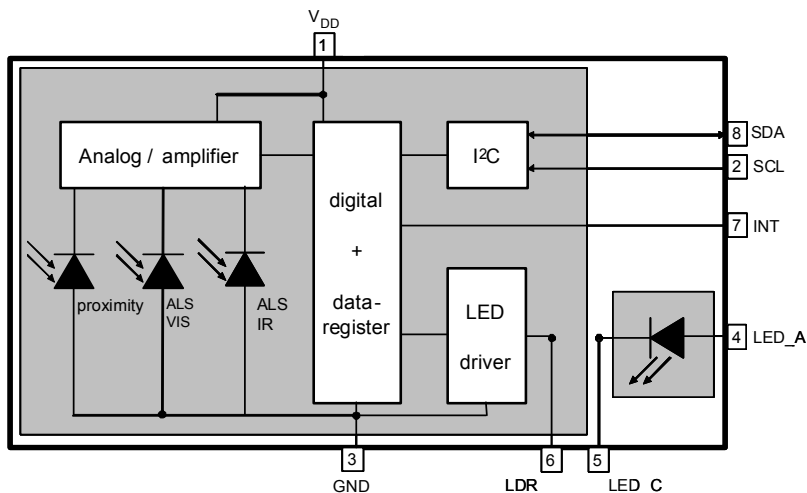 VDD
1
Analog / amplifier
I²C
8 SDA
2 SCL
digital
+
data-
register
7 INT
proximity
ALS
VIS
ALS
IR
LED
driver
4 LED_A
3
6
5
GND
LDR
LED_C